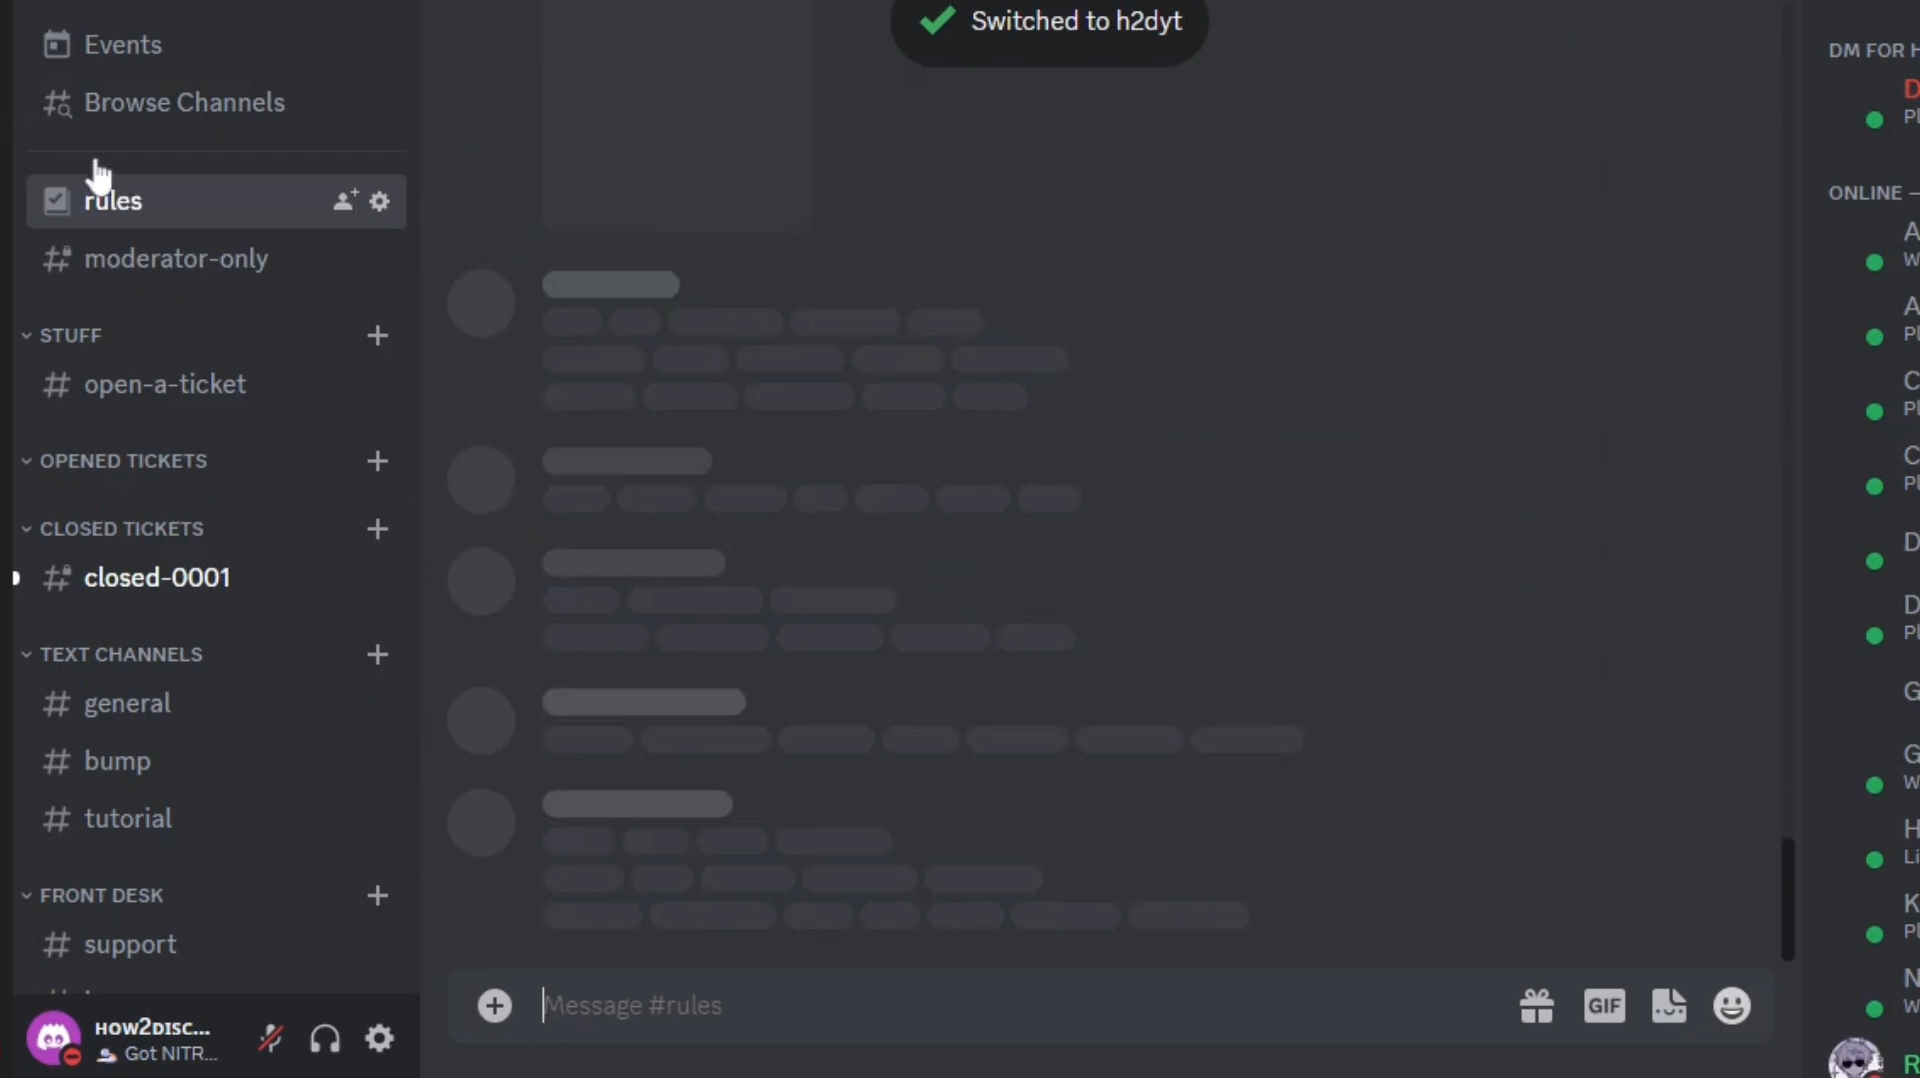 Switched to h2dyt
Events
Browse Channels
rules
moderator-only
STUFF
open-a-ticket
OPENED TICKETS
CLOSED TICKETS
closed-0001
TEXT CHANNELS
general
bump
tutorial
FRONT DESK
support
HOW2DISC...
Got NITR...
Message #rules
GIF
DM FOR
ONLINE —